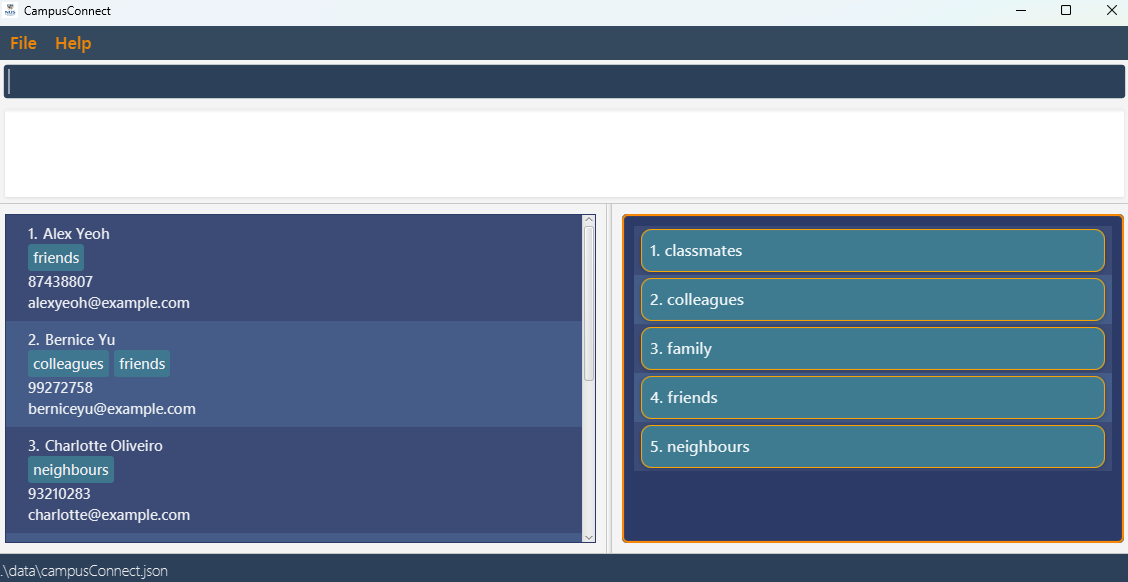 CampusConnect
File Help
1. Alex Yeoh
friends
87438807
alexyeoh@example.com
2. Bernice Yu
colleagues friends
99272758
berniceyu@example.com
3. Charlotte Oliveiro
neighbours
93210283
charlotte@example.com
1. classmates
2. colleagues
3. family
4. friends
5. neighbours
.\data\campusConnect.json